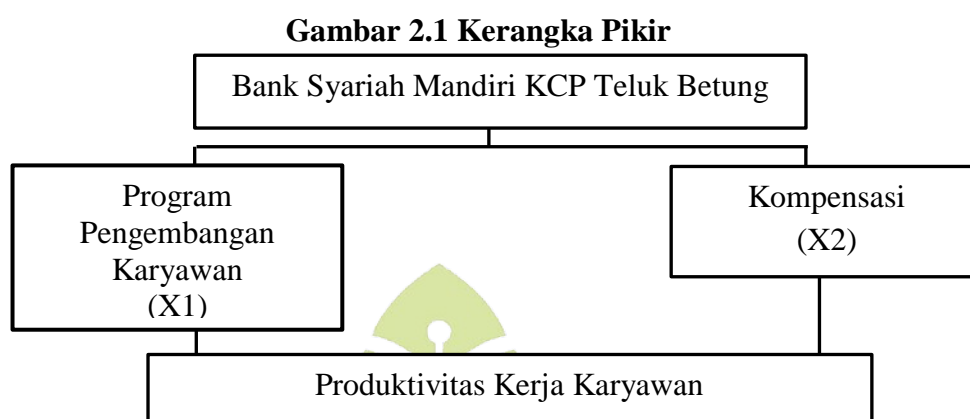 Gambar 2.1 Kerangka Pikir
Bank Syariah Mandiri KCP Teluk Betung
Program
Pengembangan
Karyawan
(X1)
Kompensasi
(X2)
Produktivitas Kerja Karyawan